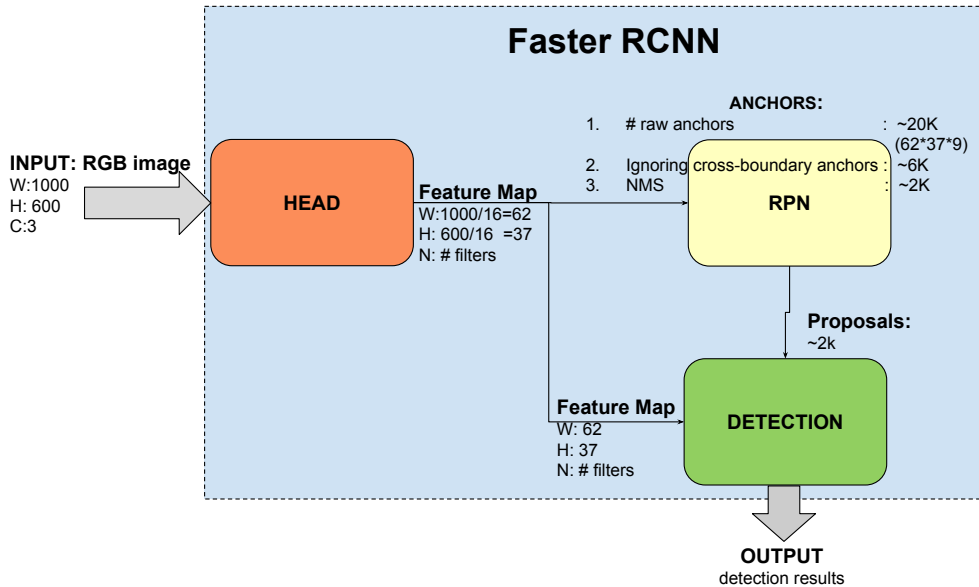 Faster RCNN
ANCHORS:
1. # raw anchors : ~20K
(62*37*9)
2. Ignoring cross-boundary anchors : ~6K
3. NMS : ~2K
INPUT: RGB image
W:1000
H: 600
C:3
HEAD
Feature Map
W:1000/16=62
H: 600/16 =37
N: # filters
RPN
Proposals:
~2k
Feature Map
W: 62
H: 37
N: # filters
DETECTION
OUTPUT
detection results